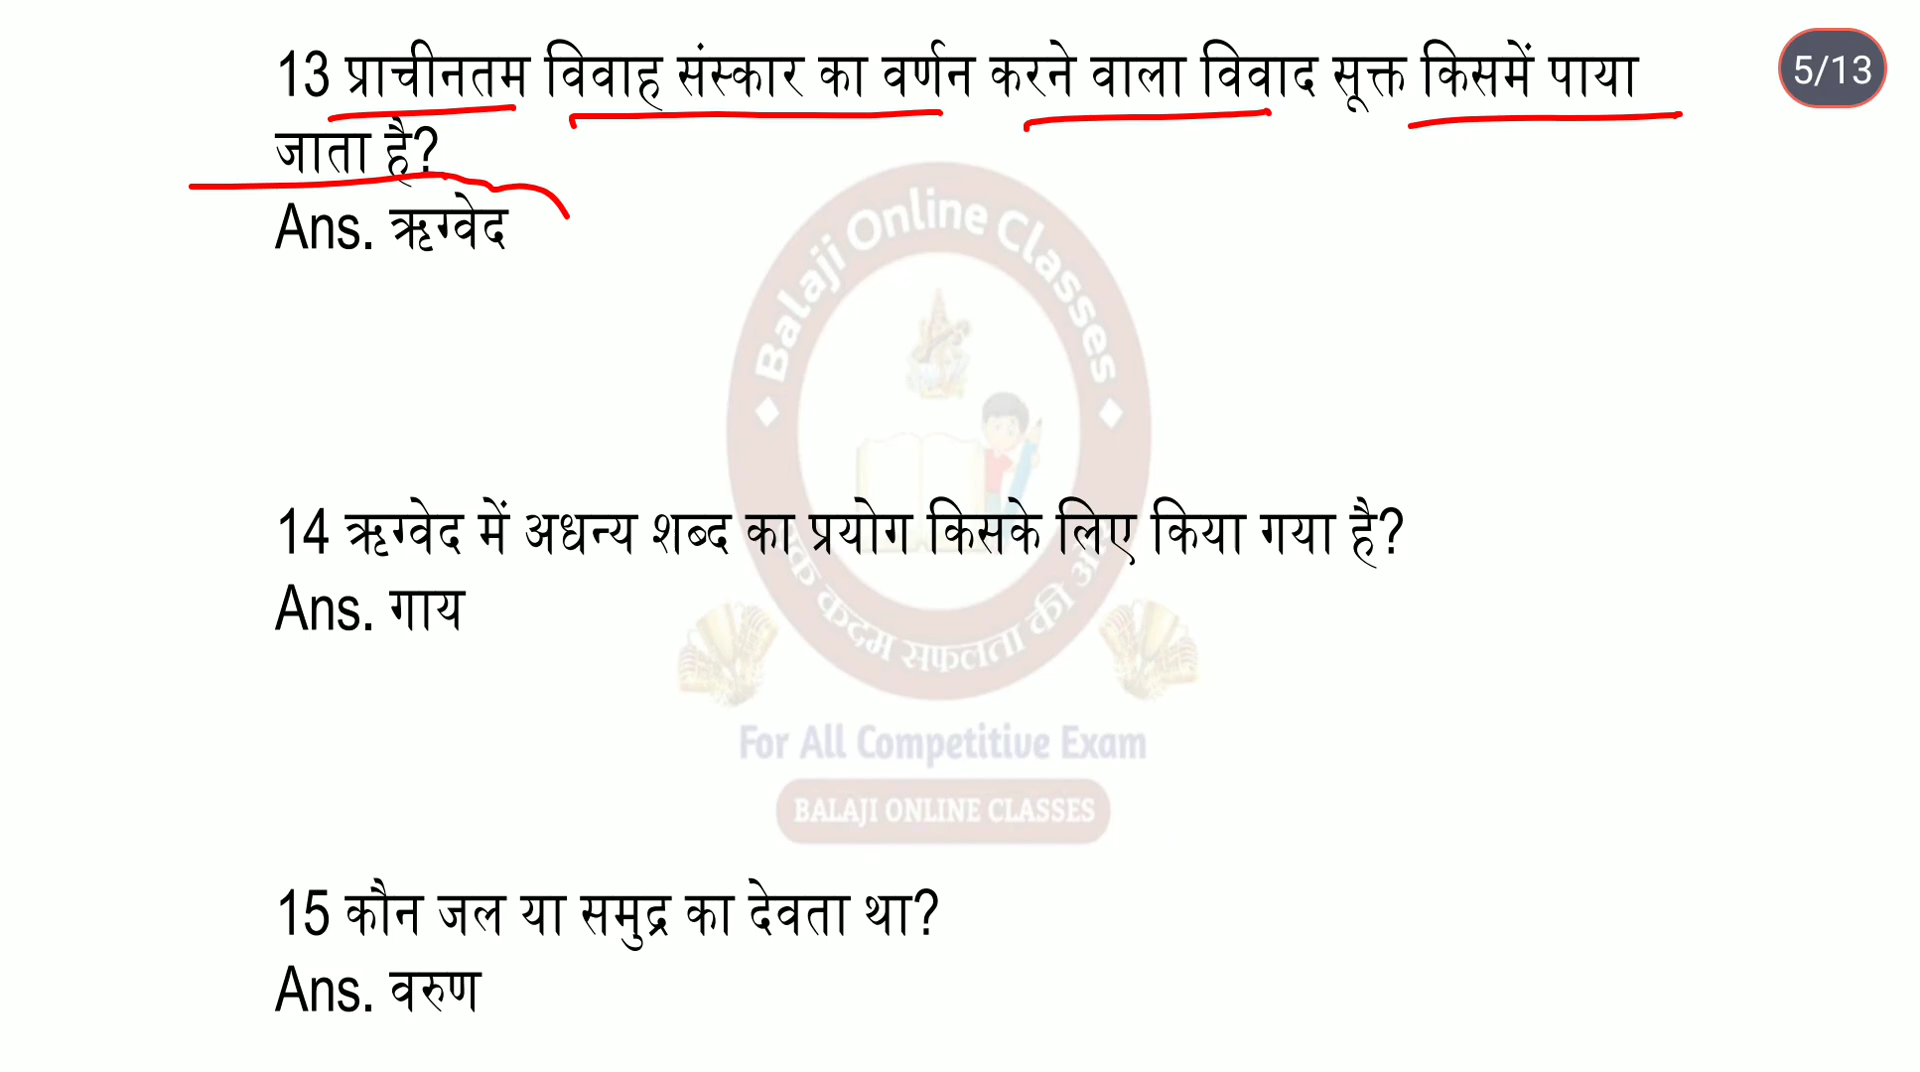 13 प्राचीनतम विवाह संस्कार का वर्णन करने वाला विवाद सूक्त किसमें पाया
5/13
जाता है?
Ans. ऋग्वेद
Balaji Online Classes
14 ऋग्वेद में अधन्य शब्द का प्रयोग किसके लिए किया गया है?
Ans. गाय
क कदम सफलता की
For All Competitive Exam
BALAJI ONLINE CLASSES
15 कौन जल या समुद्र का देवता था?
Ans. वरुण